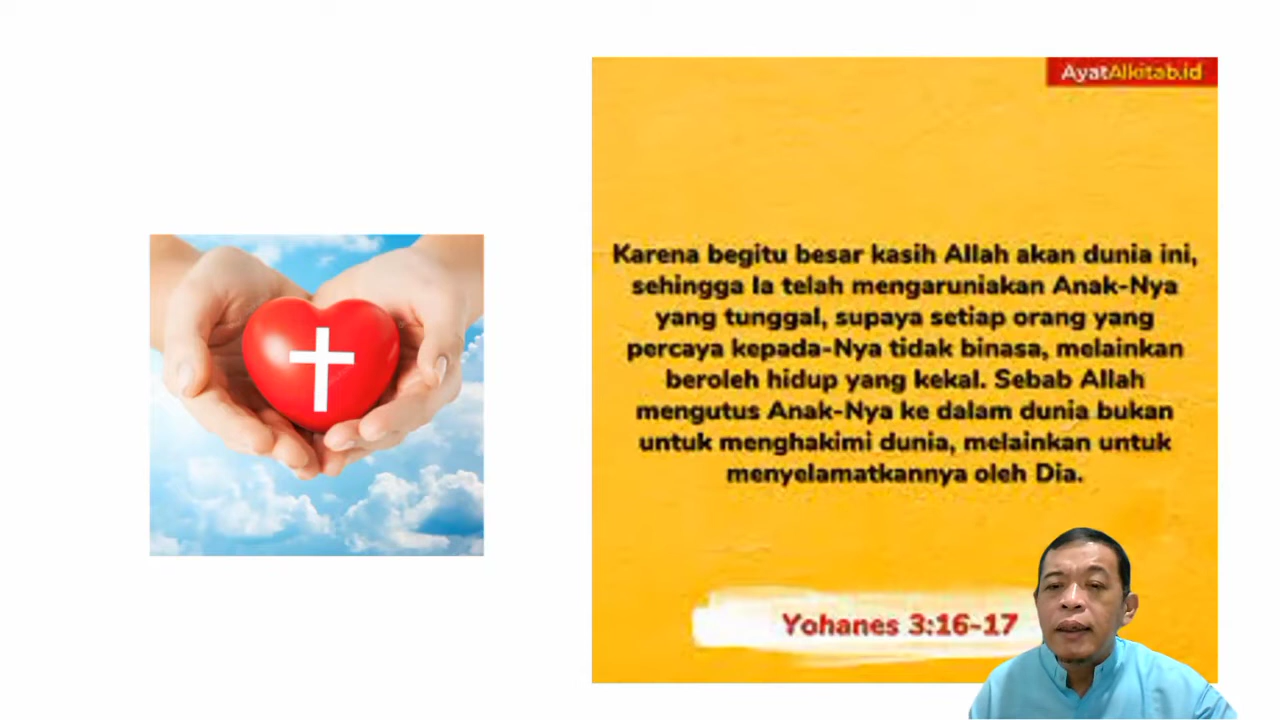 AyatAlkitab.id
Karena begitu besar kasih Allah akan dunia ini,
sehingga Ia telah mengaruniakan Anak-Nya
yang tunggal, supaya setiap orang yang
percaya kepada-Nya tidak binasa, melainkan
beroleh hidup yang kekal. Sebab Allah
mengutus Anak-Nya ke dalam dunia bukan
untuk menghakimi dunia, melainkan untuk
menyelamatkannya oleh Dia.
Yohanes 3:16-17